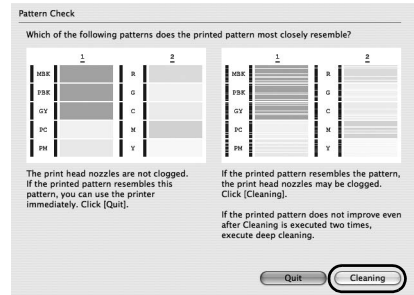 Pattern Check
Which of the following patterns does the printed pattern most closely resemble?
1 2
MBK R
PBK G
GY C
PC M
PM Y
1 2
MBK R
PBK G
GY C
PC M
PM Y
The print head nozzles are not clogged.
If the printed pattern resembles this
pattern, you can use the printer
immediately. Click [Quit].
If the printed pattern resembles the pattern,
the print head nozzles may be clogged.
Click [Cleaning].
If the printed pattern does not improve even
after Cleaning is executed two times,
execute deep cleaning.
Quit Cleaning